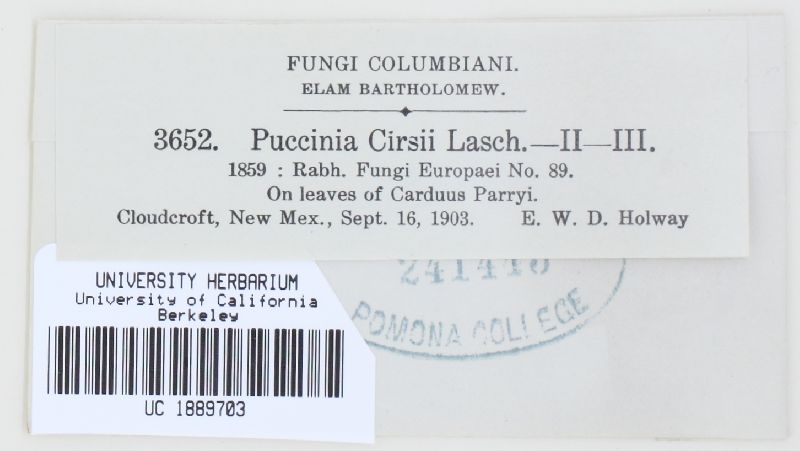 FUNGI COLUMBIANI.
ELAM BARTHOLOMEW.
3652. Puccinia Cirsii Lasch.—II—III.
1859 : Rabh. Fungi Europaei No. 89.
On leaves of Carduus Parryi.
Cloudcroft, New Mex., Sept. 16, 1903. E. W. D. Holway
POMONA COLLEGE
UNIVERSITY HERBARIUM
University of California
Berkeley
UC 1889703